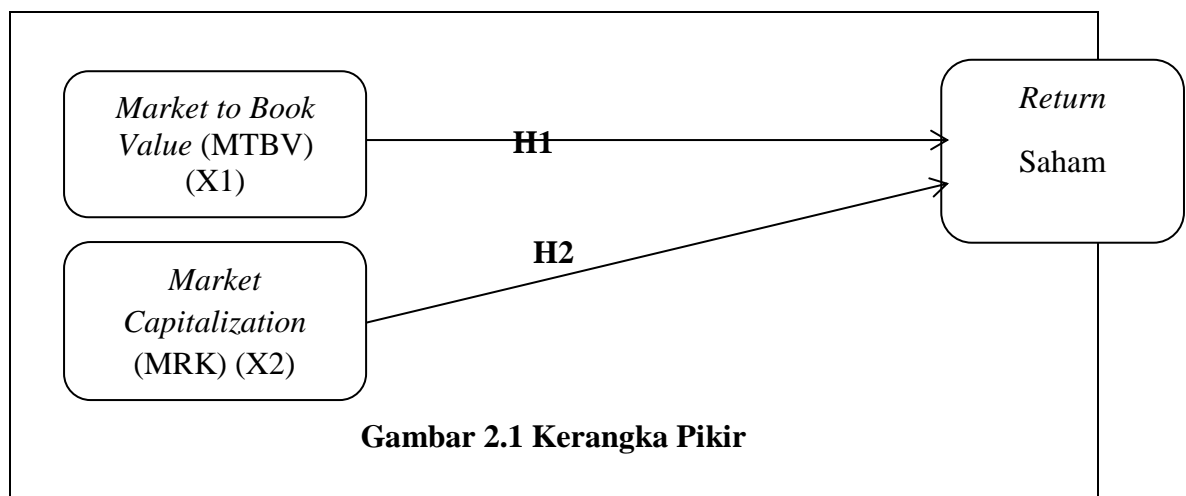 Market to Book
Value (MTBV)
(X1)
H1
Return
Saham
H2
Market
Capitalization
(MRK) (X2)
Gambar 2.1 Kerangka Pikir